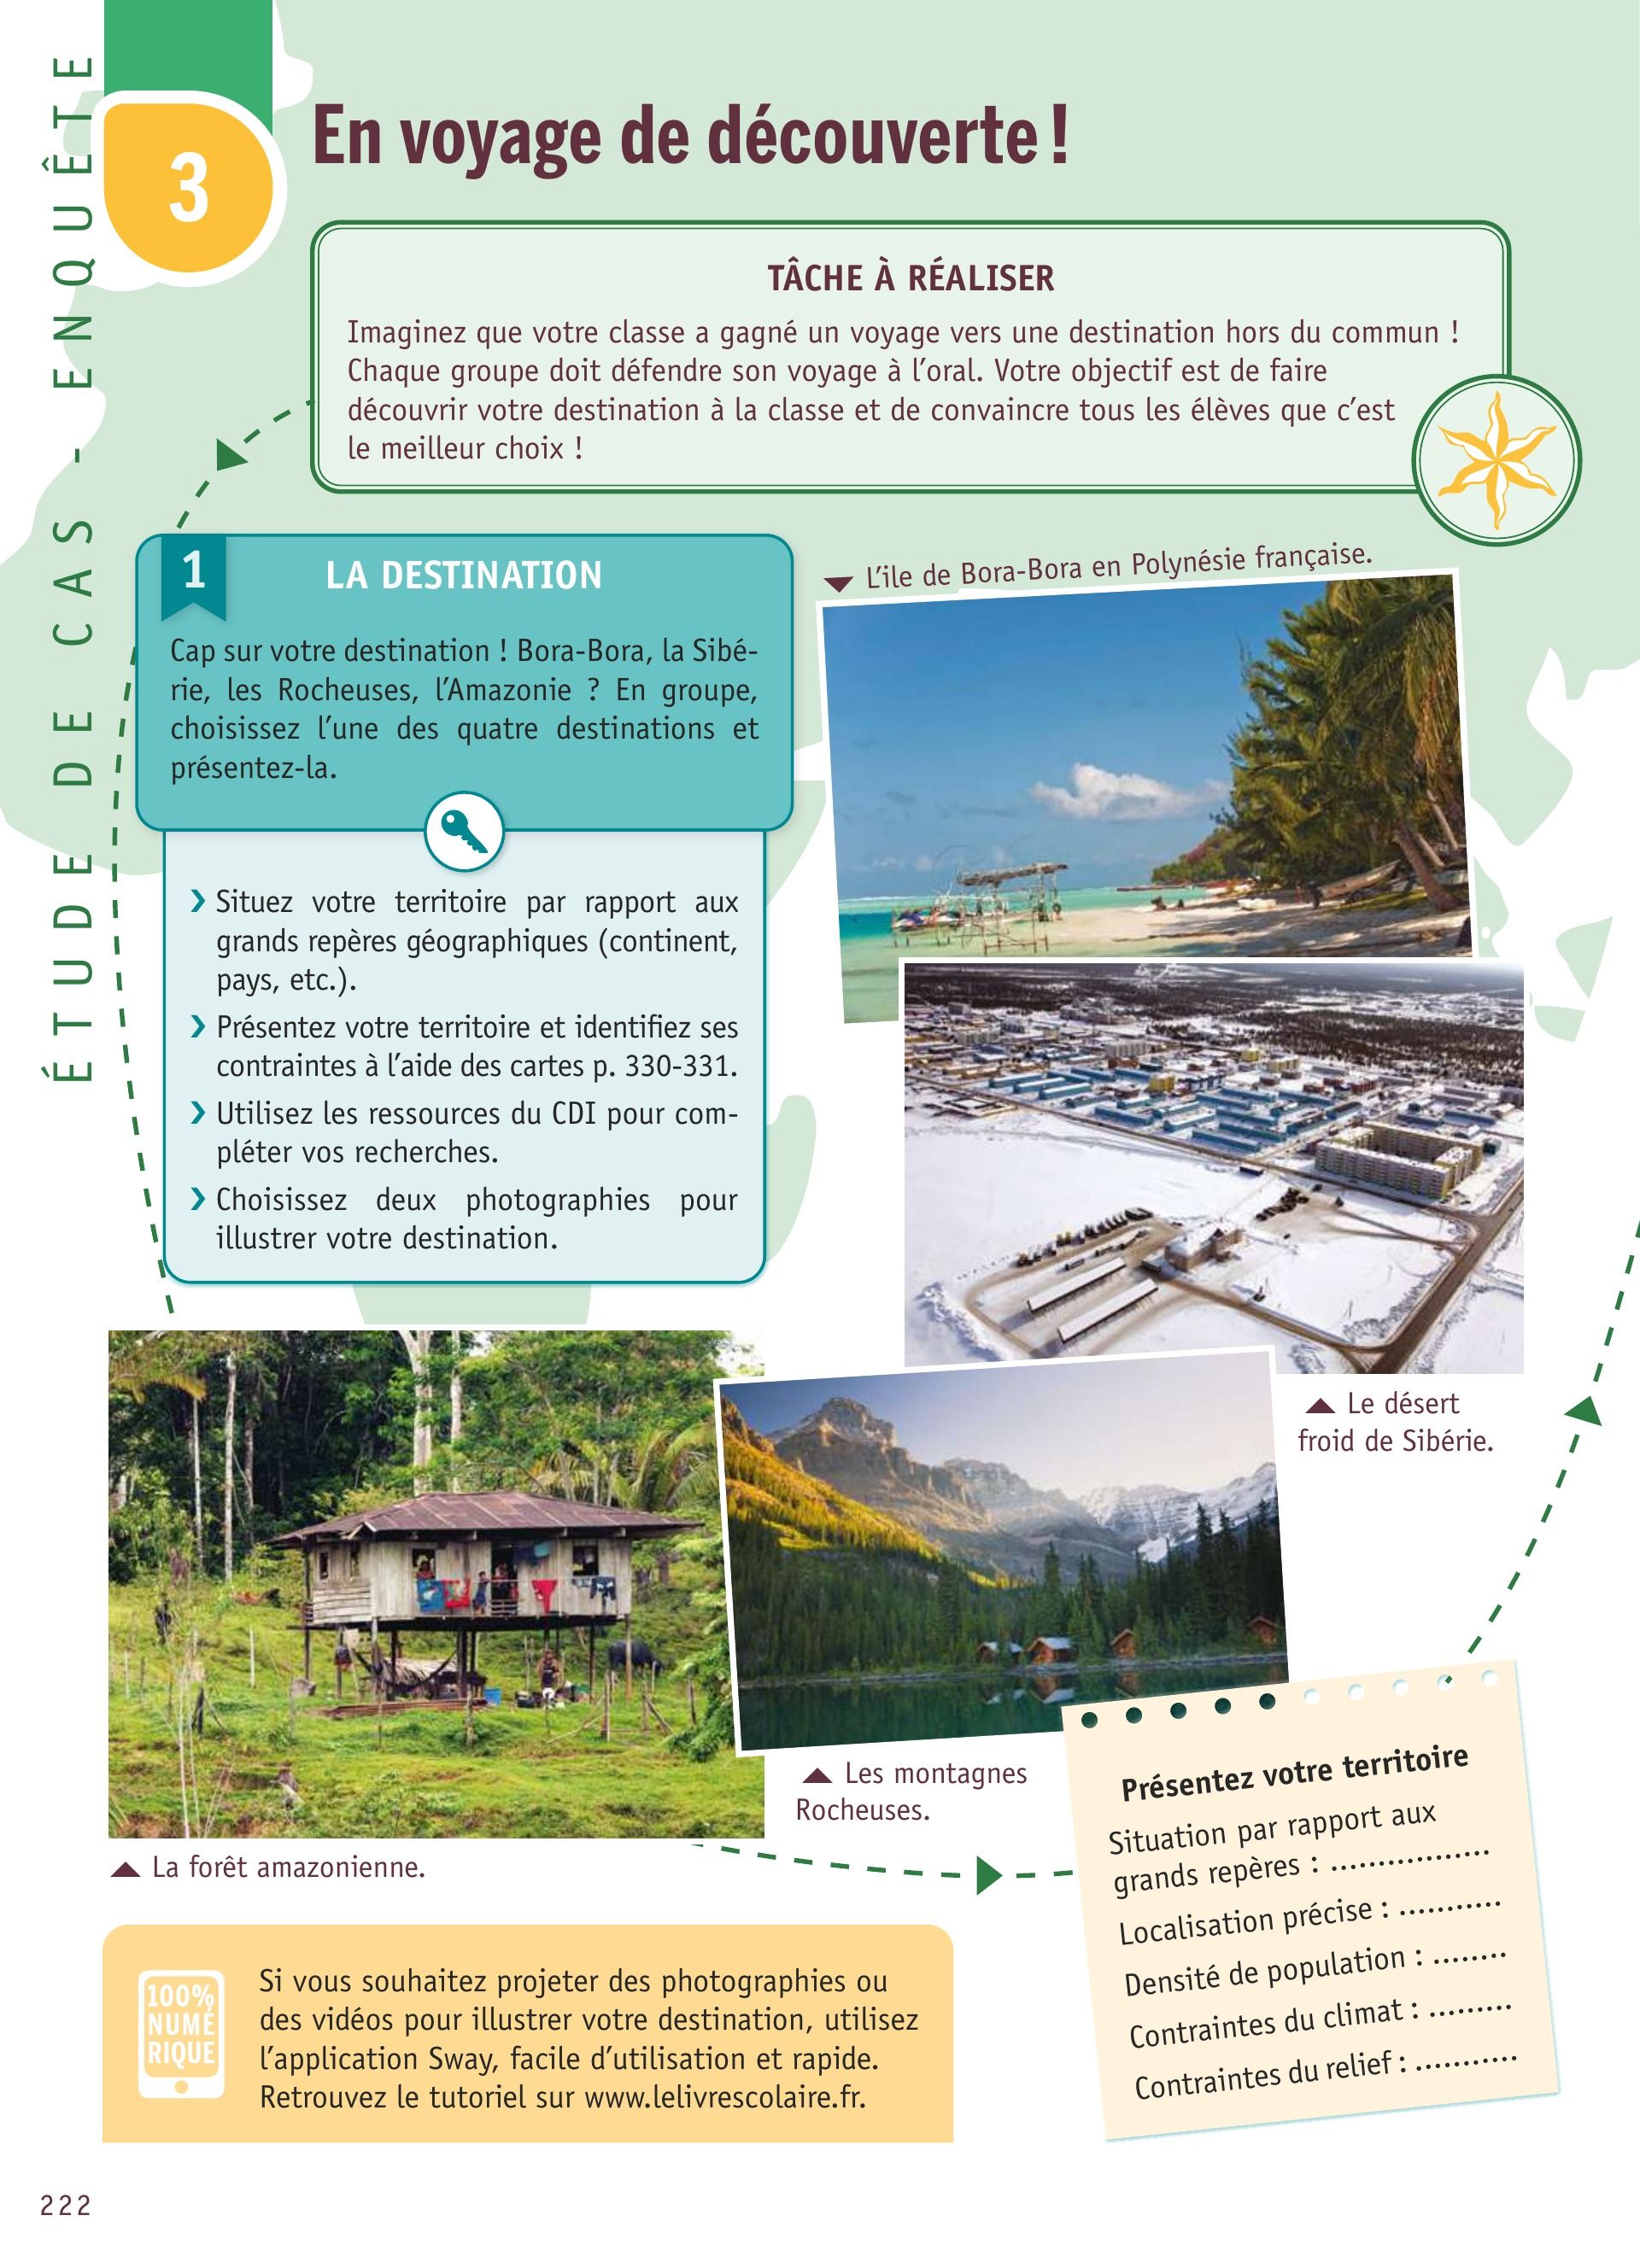 ÉTUDE DE CAS - ENQUÊTE
3
En voyage de découverte !
TÂCHE À RÉALISER
Imaginez que votre classe a gagné un voyage vers une destination hors du commun !
Chaque groupe doit défendre son voyage à l'oral. Votre objectif est de faire
découvrir votre destination à la classe et de convaincre tous les élèves que c'est
le meilleur choix !
1
LA DESTINATION
Cap sur votre destination ! Bora-Bora, la Sibé-
rie, les Rocheuses, l'Amazonie ? En groupe,
choisissez l'une des quatre destinations et
présentez-la.
› Situez votre territoire par rapport aux
grands repères géographiques (continent,
pays, etc.).
› Présentez votre territoire et identifiez ses
contraintes à l'aide des cartes p. 330-331.
› Utilisez les ressources du CDI pour com-
pléter vos recherches.
› Choisissez deux photographies pour
illustrer votre destination.
L'ile de Bora-Bora en Polynésie française.
Le désert
froid de Sibérie.
Les montagnes
Rocheuses.
La forêt amazonienne.
Présentez votre territoire
Situation par rapport aux
grands repères : .................
Localisation précise : ...........
Densité de population : ........
Contraintes du climat : .........
Contraintes du relief : ...........
100%
NUMÉ
RIQUE
Si vous souhaitez projeter des photographies ou
des vidéos pour illustrer votre destination, utilisez
l'application Sway, facile d'utilisation et rapide.
Retrouvez le tutoriel sur www.lelivrescolaire.fr.
222